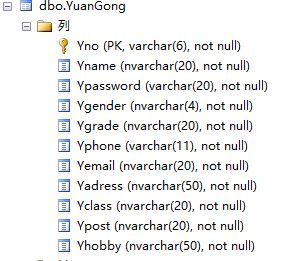 dbo.YuanGong
列
Yno (PK, varchar(6), not null)
Yname (nvarchar(20), not null)
Ypassword (varchar(20), not null)
Ygender (nvarchar(4), not null)
Ygrade (nvarchar(20), not null)
Yphone (varchar(11), not null)
Yemail (nvarchar(20), not null)
Yadress (nvarchar(50), not null)
Yclass (nvarchar(20), not null)
Ypost (nvarchar(20), not null)
Yhobby (nvarchar(50), not null)